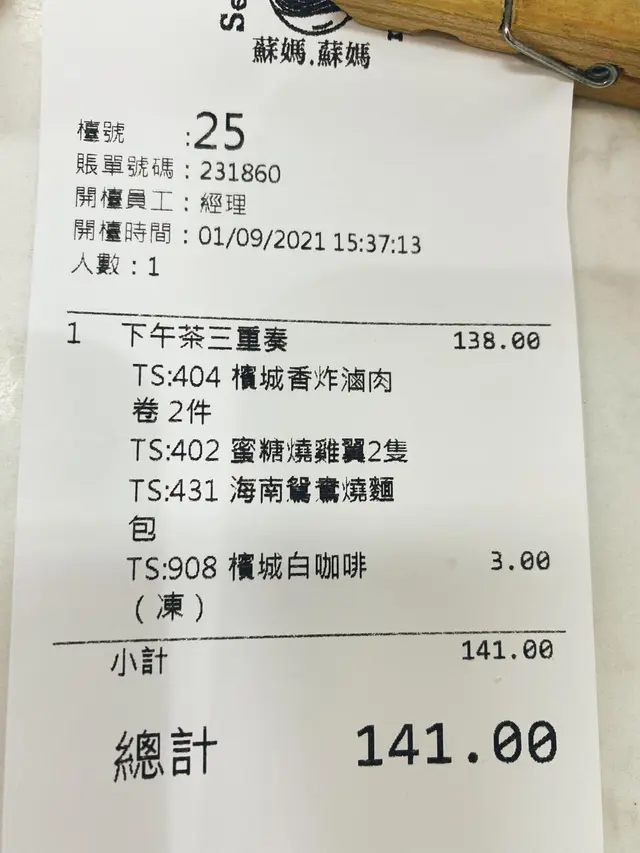 Se
蘇媽.蘇媽
檯號 :25
賬單號碼:231860
開檯員工:經理
開檯時間:01/09/2021 15:37:13
人數:1
1 下午茶三重奏 138.00
TS:404 檳城香炸滷肉
卷 2件
TS:402 蜜糖燒雞翼2隻
TS:431 海南鴛鴦燒麵
包
TS:908 檳城白咖啡 3.00
(凍)
小計 141.00
總計 141.00